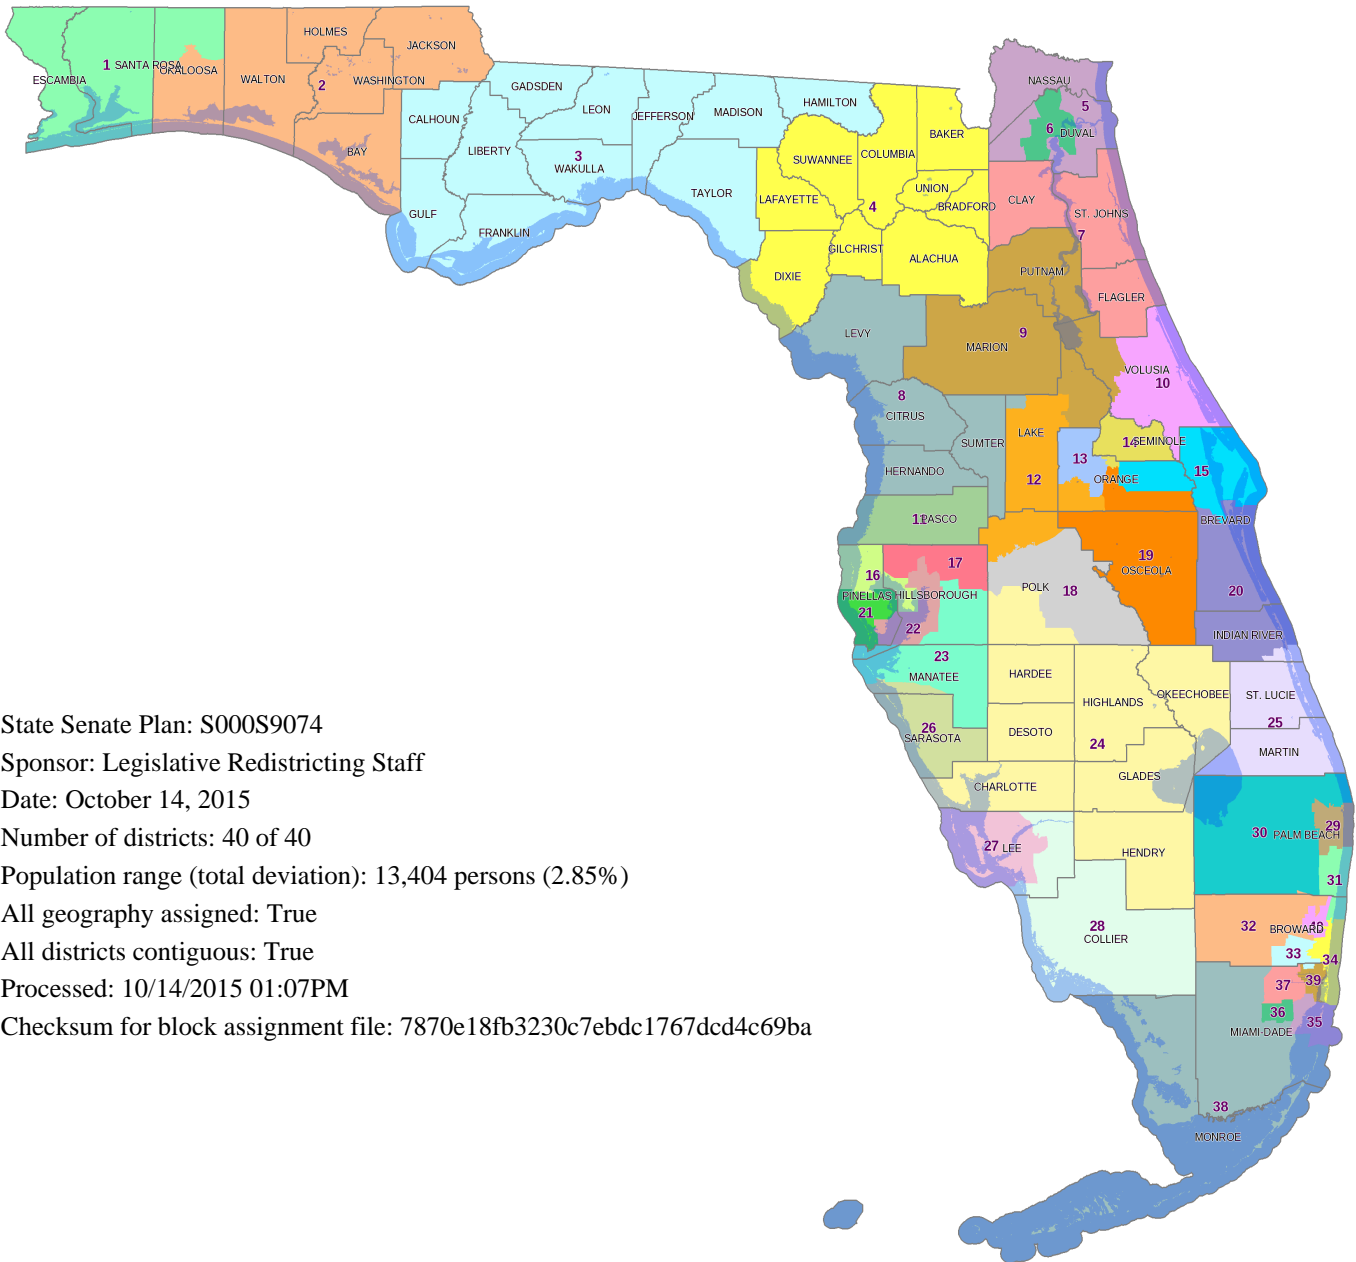 HOLMES
JACKSON
1 SANTA ROSA
OKALOOSA
ESCAMBIA
WALTON
2
WASHINGTON
BAY
GADSDEN
LEON
JEFFERSON
MADISON
HAMILTON
CALHOUN
LIBERTY
3
WAKULLA
TAYLOR
GULF
FRANKLIN
BAKER
COLUMBIA
SUWANNEE
LAFAYETTE
UNION
BRADFORD
4
GILCHRIST
ALACHUA
DIXIE
NASSAU
5
6
DUVAL
CLAY
ST. JOHNS
7
PUTNAM
FLAGLER
LEVY
MARION
9
VOLUSIA
10
8
CITRUS
SUMTER
LAKE
14
SEMINOLE
13
15
HERNANDO
12
ORANGE
11
PASCO
BREVARD
17
16
19
OSCEOLA
POLK
18
20
PINELLAS
HILLSBOROUGH
21
22
INDIAN RIVER
23
MANATEE
HARDEE
HIGHLANDS
OKEECHOBEE
ST. LUCIE
25
26
SARASOTA
DESOTO
24
MARTIN
CHARLOTTE
GLADES
27 LEE
HENDRY
30 PALM BEACH
29
31
28
COLLIER
32
BROWARD
40
33
34
37
39
36
35
MIAMI-DADE
38
MONROE
State Senate Plan: S000S9074
Sponsor: Legislative Redistricting Staff
Date: October 14, 2015
Number of districts: 40 of 40
Population range (total deviation): 13,404 persons (2.85%)
All geography assigned: True
All districts contiguous: True
Processed: 10/14/2015 01:07PM
Checksum for block assignment file: 7870e18fb3230c7ebdc1767dcd4c69ba